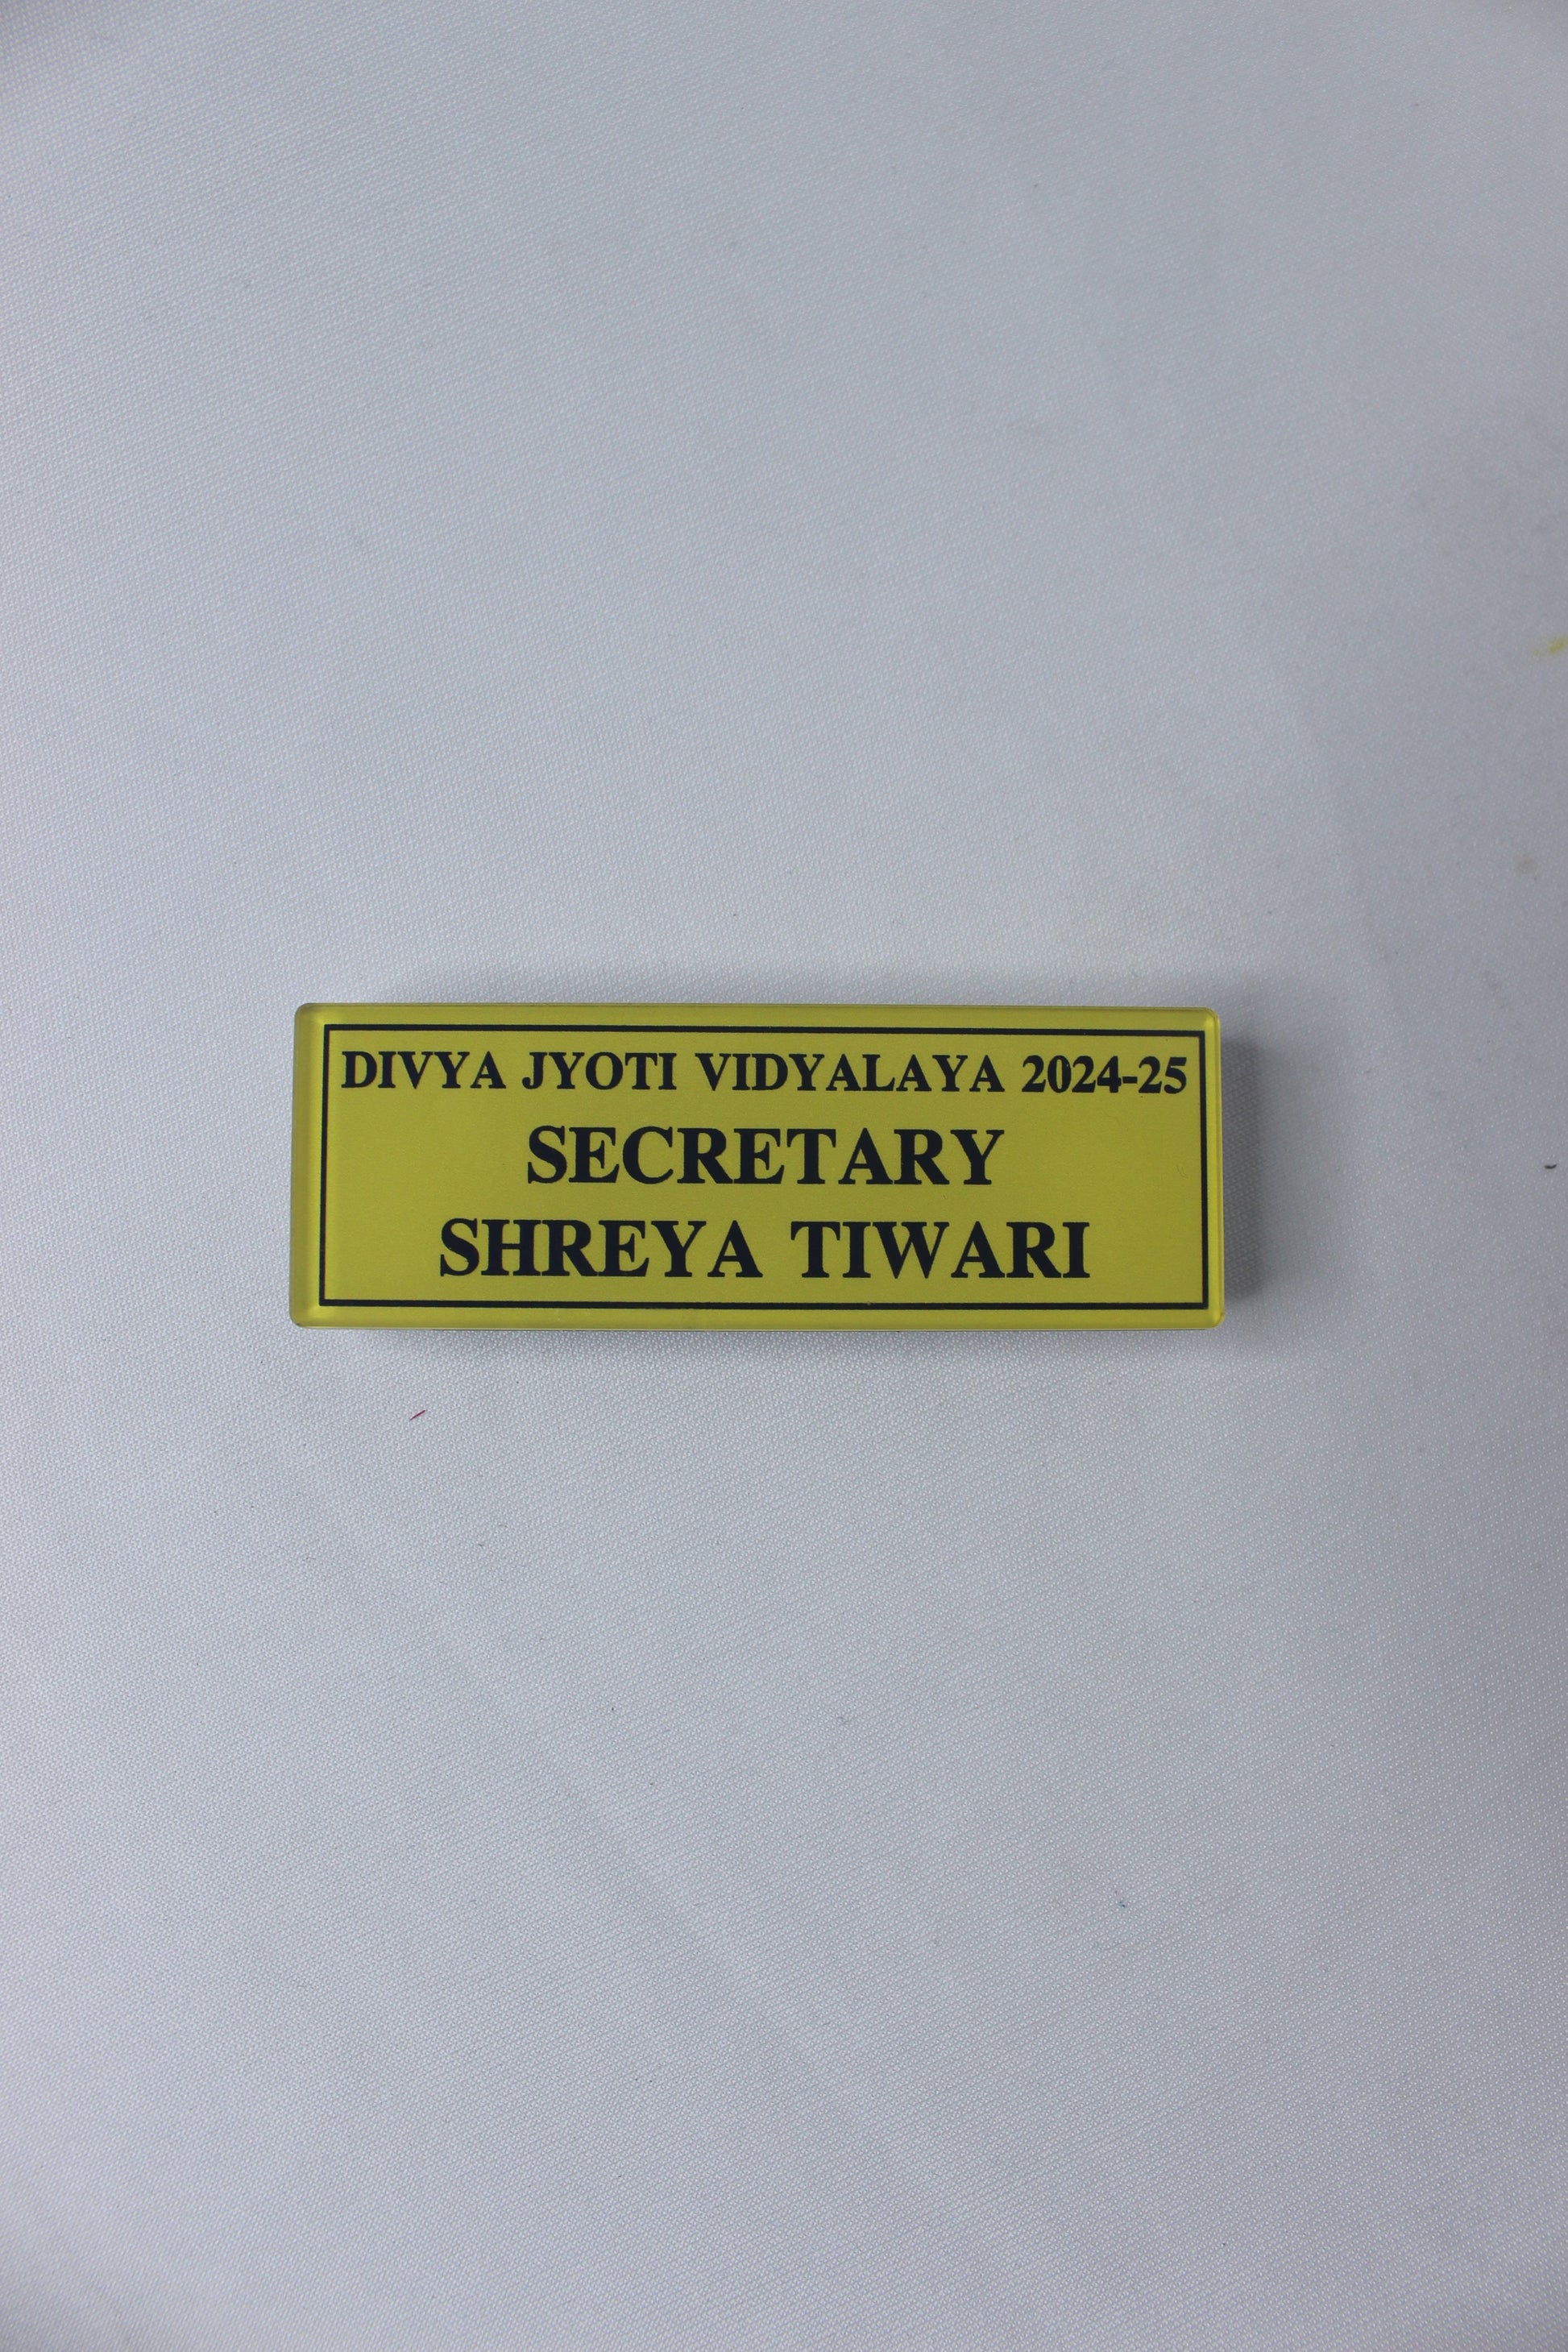 DIVYA JYOTI VIDYALAYA 2024-25
SECRETARY
SHREYA TIWARI